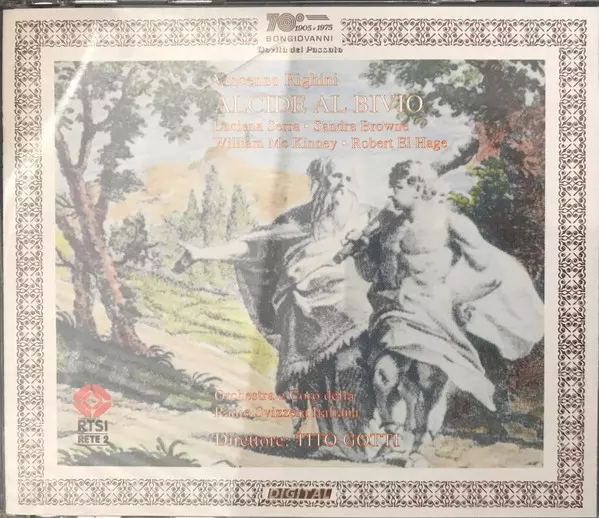 70° 1905•1975
BONGIOVANNI
Vincenzo Righini
ALCIDE AL BIVIO
Luciana Serra · Sandra Browne
William Mc Kinney · Robert El Hage
Orchestra e Coro della
Radio Svizzera Italiana
Direttore: TITO GOTTI
RTSI
RETE 2
DIGITAL